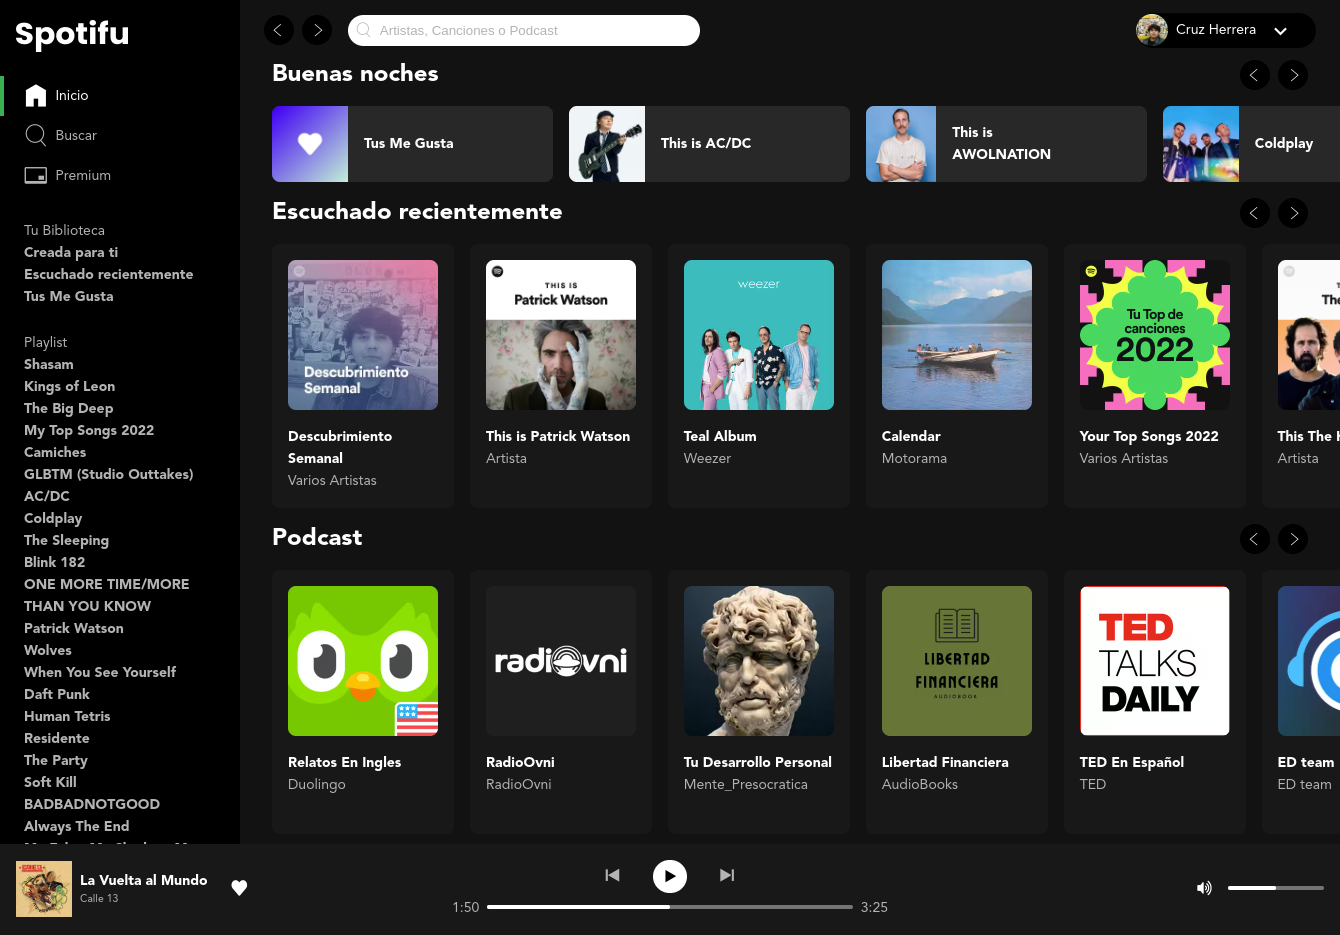 Spotifu
Artistas, Canciones o Podcast
Cruz Herrera
Inicio
Buscar
Premium
Tu Biblioteca
Creada para ti
Escuchado recientemente
Tus Me Gusta
Playlist
Shasam
Kings of Leon
The Big Deep
My Top Songs 2022
Camiches
GLBTM (Studio Outtakes)
AC/DC
Coldplay
The Sleeping
Blink 182
ONE MORE TIME/MORE
THAN YOU KNOW
Patrick Watson
Wolves
When You See Yourself
Daft Punk
Human Tetris
Residente
The Party
Soft Kill
BADBADNOTGOOD
Always The End
Buenas noches
Tus Me Gusta
This is AC/DC
This is
AWOLNATION
Coldplay
Escuchado recientemente
Descubrimiento
Semanal
Descubrimiento
Semanal
Varios Artistas
THIS IS
Patrick Watson
This is Patrick Watson
Artista
weezer
Teal Album
Weezer
Calendar
Motorama
Tu Top de
canciones
2022
Your Top Songs 2022
Varios Artistas
The
This The
Artista
Podcast
Relatos En Ingles
Duolingo
radiOvni
RadioOvni
RadioOvni
Tu Desarrollo Personal
Mente_Presocratica
LIBERTAD
FINANCIERA
AUDIOBOOK
Libertad Financiera
AudioBooks
TED
TALKS
DAILY
TED En Español
TED
ED team
ED team
La Vuelta al Mundo
Calle 13
1:50
3:25